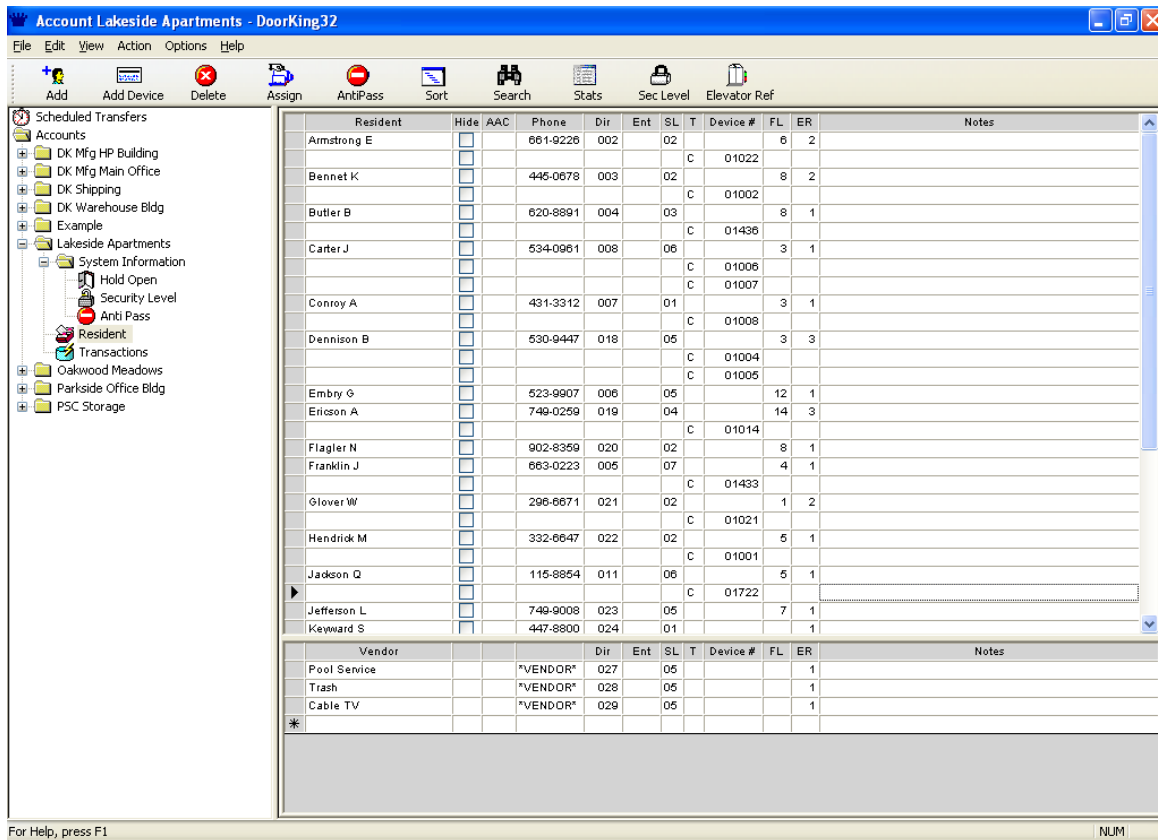 Account Lakeside Apartments - DoorKing32
File Edit View Action Options Help
Add Add Device Delete Assign AntiPass Sort Search Stats Sec Level Elevator Ref
Scheduled Transfers
Accounts
DK Mfg HP Building
DK Mfg Main Office
DK Shipping
DK Warehouse Bldg
Example
Lakeside Apartments
System Information
Hold Open
Security Level
Anti Pass
Resident
Transactions
Oakwood Meadows
Parkside Office Bldg
PSC Storage
Resident Hide AAC Phone Dir Ent SL T Device # FL ER Notes
Armstrong E 661-9226 002 02 6 2
C 01022
Bennet K 445-0678 003 02 8 2
C 01002
Butler B 620-8891 004 03 8 1
C 01436
Carter J 534-0961 008 06 3 1
C 01006
C 01007
Conroy A 431-3312 007 01 3 1
C 01008
Dennison B 530-9447 018 05 3 3
C 01004
C 01005
Embry G 523-9907 006 05 12 1
Ericson A 749-0259 019 04 14 3
C 01014
Flagler N 902-8359 020 02 8 1
Franklin J 663-0223 005 07 4 1
C 01433
Glover W 296-6671 021 02 1 2
C 01021
Hendrick M 332-6647 022 02 5 1
C 01001
Jackson Q 115-8854 011 06 5 1
C 01722
Jefferson L 749-9008 023 05 7 1
Keyward S 447-8800 024 01 1
Vendor Dir Ent SL T Device # FL ER Notes
Pool Service *VENDOR* 027 05 1
Trash *VENDOR* 028 05 1
Cable TV *VENDOR* 029 05 1
For Help, press F1 NUM